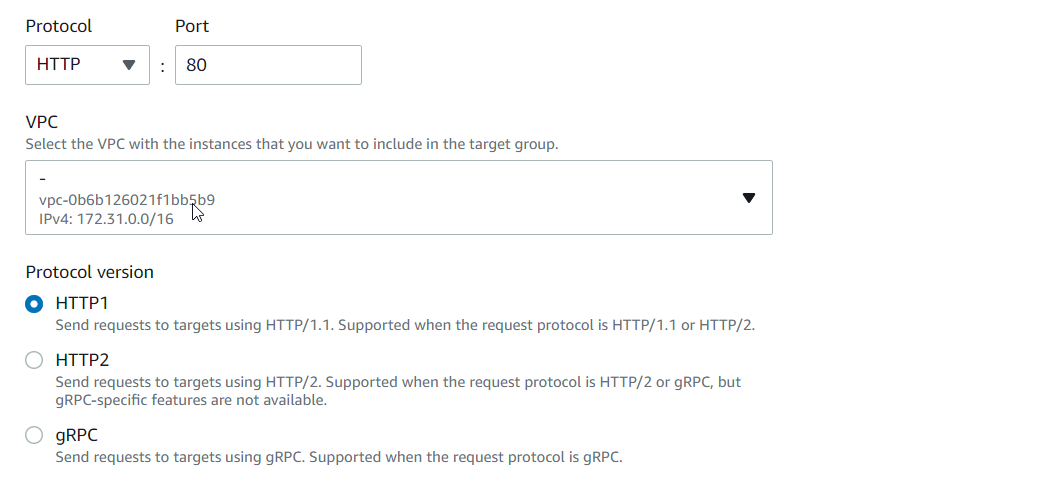 Protocol Port
HTTP : 80
VPC
Select the VPC with the instances that you want to include in the target group.
-
vpc-0b6b126021f1bb5b9
IPv4: 172.31.0.0/16
Protocol version
HTTP1
Send requests to targets using HTTP/1.1. Supported when the request protocol is HTTP/1.1 or HTTP/2.
HTTP2
Send requests to targets using HTTP/2. Supported when the request protocol is HTTP/2 or gRPC, but
gRPC-specific features are not available.
gRPC
Send requests to targets using gRPC. Supported when the request protocol is gRPC.